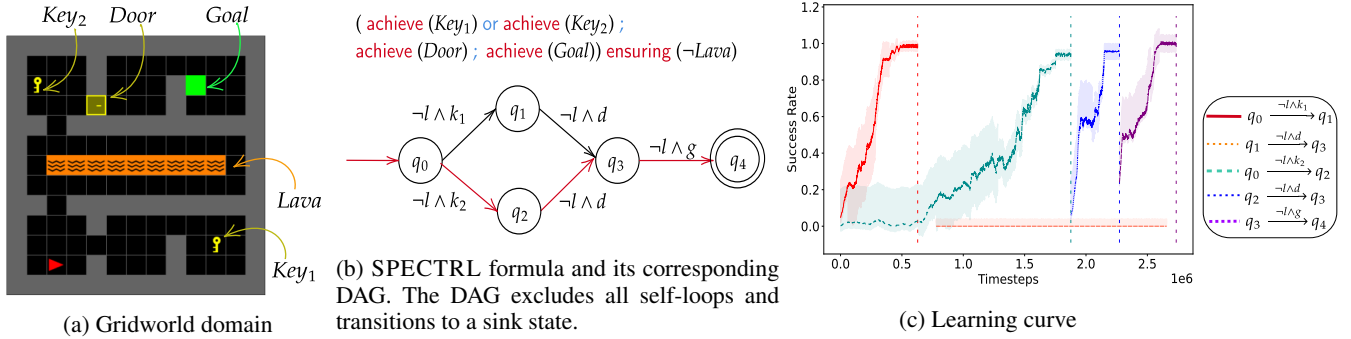 Key₂
Door
Goal
Lava
Key₁
(a) Gridworld domain
( achieve (Key₁) or achieve (Key₂) ;
achieve (Door) ; achieve (Goal)) ensuring (¬Lava)
q₀
¬l ∧ k₁
q₁
¬l ∧ d
¬l ∧ k₂
q₂
¬l ∧ d
q₃
¬l ∧ g
q₄
(b) SPECTRL formula and its corresponding
DAG. The DAG excludes all self-loops and
transitions to a sink state.
Success Rate
1.0
0.8
0.6
0.4
0.2
0.0
0.0 0.5 1.0 1.5 2.0 2.5
1e6
Timesteps
q₀ ¬l∧k₁ q₁
q₁ ¬l∧d q₃
q₀ ¬l∧k₂ q₂
q₂ ¬l∧d q₃
q₃ ¬l∧g q₄
(c) Learning curve